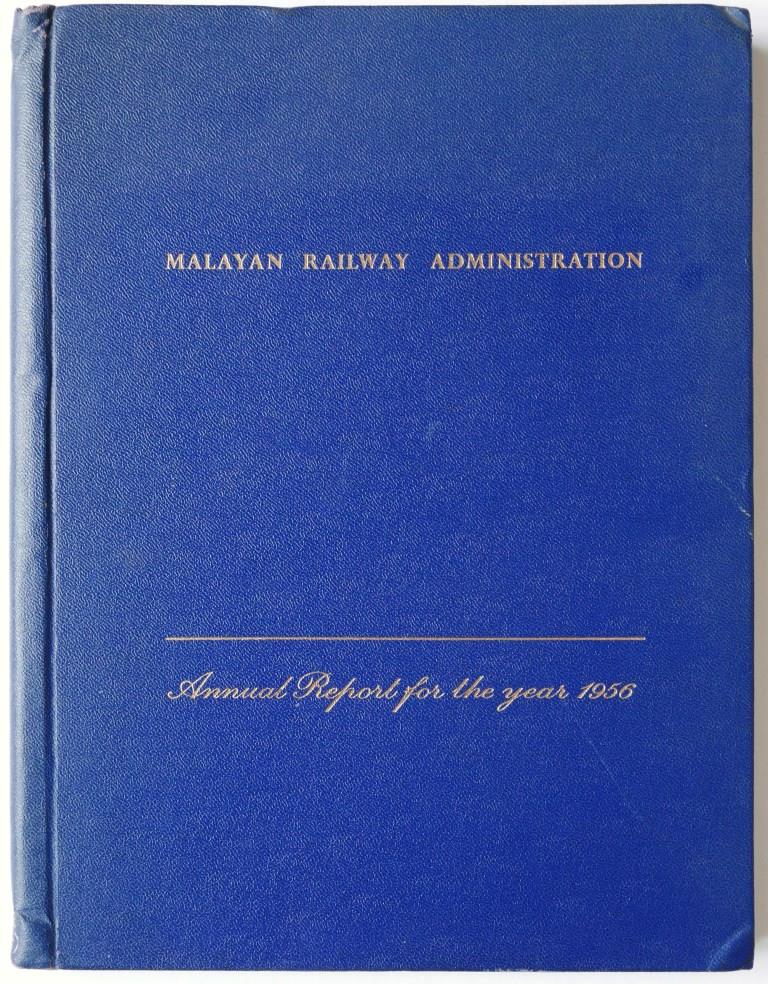 MALAYAN RAILWAY ADMINISTRATION
Annual Report for the year 1956